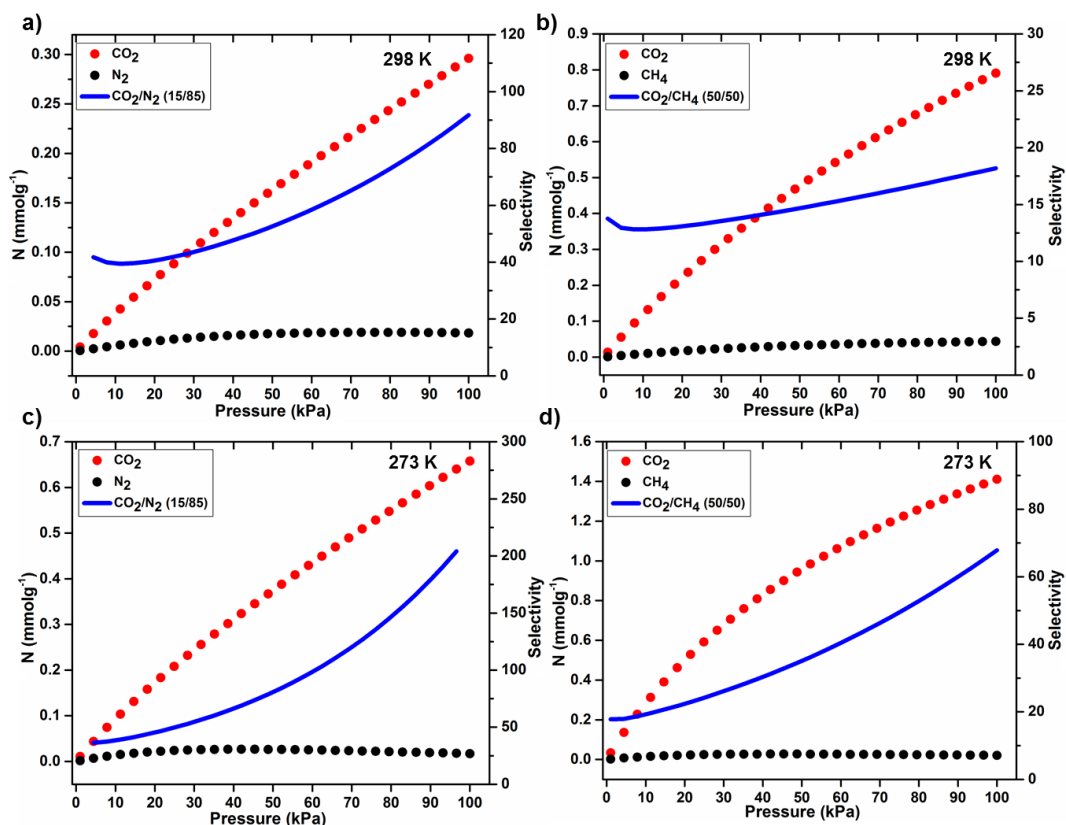 a)
298 K
CO2
N2
CO2/N2 (15/85)
N (mmolg-1)
0.30
0.25
0.20
0.15
0.10
0.05
0.00
120
100
80
60
40
20
0
Selectivity
0 10 20 30 40 50 60 70 80 90 100
Pressure (kPa)
b)
298 K
CO2
CH4
CO2/CH4 (50/50)
N (mmolg-1)
0.9
0.8
0.7
0.6
0.5
0.4
0.3
0.2
0.1
0.0
30
25
20
15
10
5
0
Selectivity
0 10 20 30 40 50 60 70 80 90 100
Pressure (kPa)
c)
273 K
CO2
N2
CO2/N2 (15/85)
N (mmolg-1)
0.7
0.6
0.5
0.4
0.3
0.2
0.1
0.0
300
250
200
150
100
50
0
Selectivity
0 10 20 30 40 50 60 70 80 90 100
Pressure (kPa)
d)
273 K
CO2
CH4
CO2/CH4 (50/50)
N (mmolg-1)
1.6
1.4
1.2
1.0
0.8
0.6
0.4
0.2
0.0
100
80
60
40
20
0
Selectivity
0 10 20 30 40 50 60 70 80 90 100
Pressure (kPa)